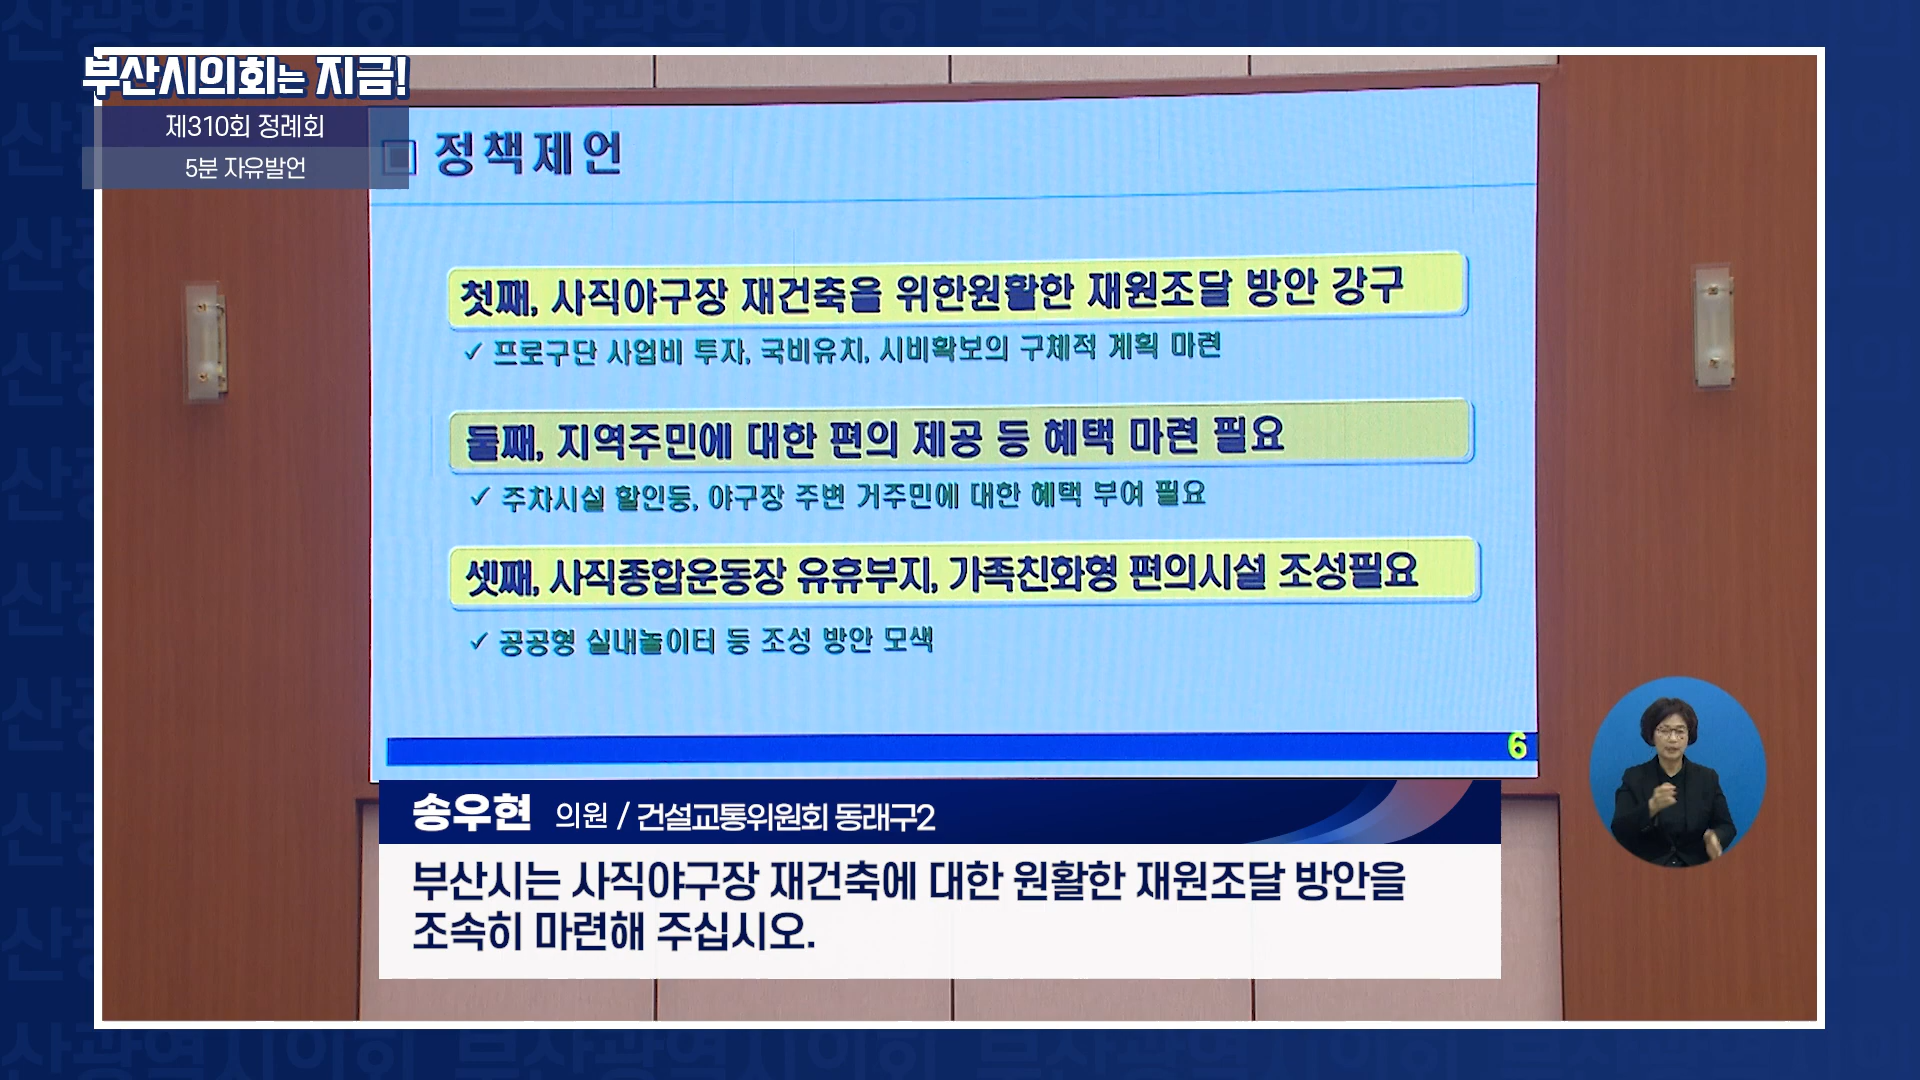 부산시의회는 지금!
제310회 정례회
5분 자유발언
정책제언
첫째, 사직야구장 재건축을 위한원활한 재원조달 방안 강구
✓ 프로구단 사업비 투자, 국비유치, 시비확보의 구체적 계획 마련
둘째, 지역주민에 대한 편의 제공 등 혜택 마련 필요
✓ 주차시설 할인등, 야구장 주변 거주민에 대한 혜택 부여 필요
셋째, 사직종합운동장 유휴부지, 가족친화형 편의시설 조성필요
✓ 공공형 실내놀이터 등 조성 방안 모색
6
송우현 의원 / 건설교통위원회 동래구2
부산시는 사직야구장 재건축에 대한 원활한 재원조달 방안을
조속히 마련해 주십시오.